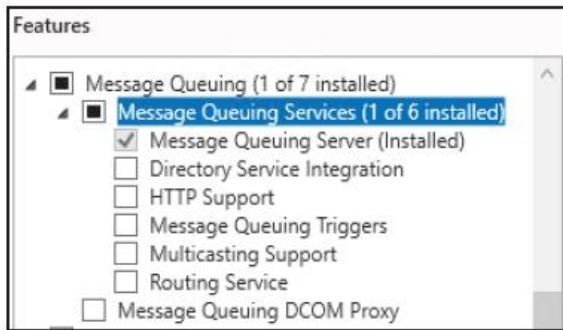 Features
Message Queuing (1 of 7 installed)
Message Queuing Services (1 of 6 installed)
Message Queuing Server (Installed)
Directory Service Integration
HTTP Support
Message Queuing Triggers
Multicasting Support
Routing Service
Message Queuing DCOM Proxy